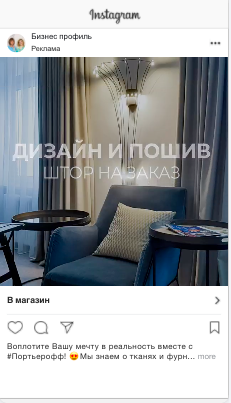 Instagram
Бизнес профиль
Реклама
ДИЗАЙН И ПОШИВ
ШТОР НА ЗАКАЗ
В магазин
Воплотите Вашу мечту в реальность вместе с
#Портьерофф! 😍Мы знаем о тканях и фурн... more